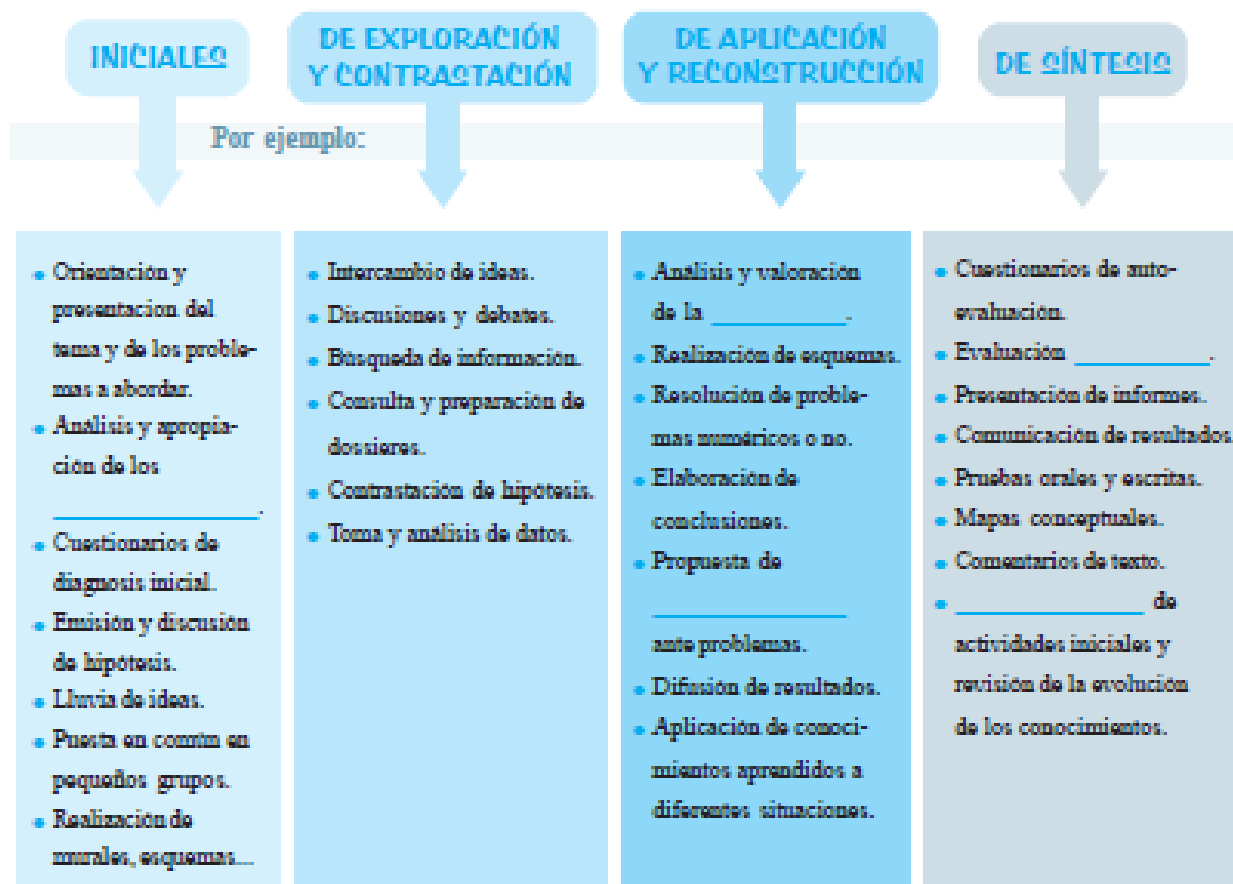 INICIALES
DE EXPLORACIÓN
Y CONTRASTACIÓN
DE APLICACIÓN
Y RECONSTRUCCIÓN
DE SÍNTESIS
Por ejemplo:
• Orientación y
presentacion del
tema y de los proble-
mas a abordar.
• Análisis y apropia-
ción de los
____________________.
• Cuestionarios de
diagnosis inicial.
• Emisión y discusión
de hipótesis.
• Lluvia de ideas.
• Puesta en común en
pequeños grupos.
• Realización de
murales, esquemas...
• Intercambio de ideas.
• Discusiones y debates.
• Búsqueda de información.
• Consulta y preparación de
dossieres.
• Contrastación de hipótesis.
• Toma y análisis de datos.
• Análisis y valoración
de la _____________.
• Realización de esquemas.
• Resolución de proble-
mas numéricos o no.
• Elaboración de
conclusiones.
• Propuesta de
___________________
ante problemas.
• Difusión de resultados.
• Aplicación de conoci-
mientos aprendidos a
diferentes situaciones.
• Cuestionarios de auto-
evaluación.
• Evaluación _____________.
• Presentación de informes.
• Comunicación de resultados.
• Pruebas orales y escritas.
• Mapas conceptuales.
• Comentarios de texto.
• __________________ de
actividades iniciales y
revisión de la evolución
de los conocimientos.